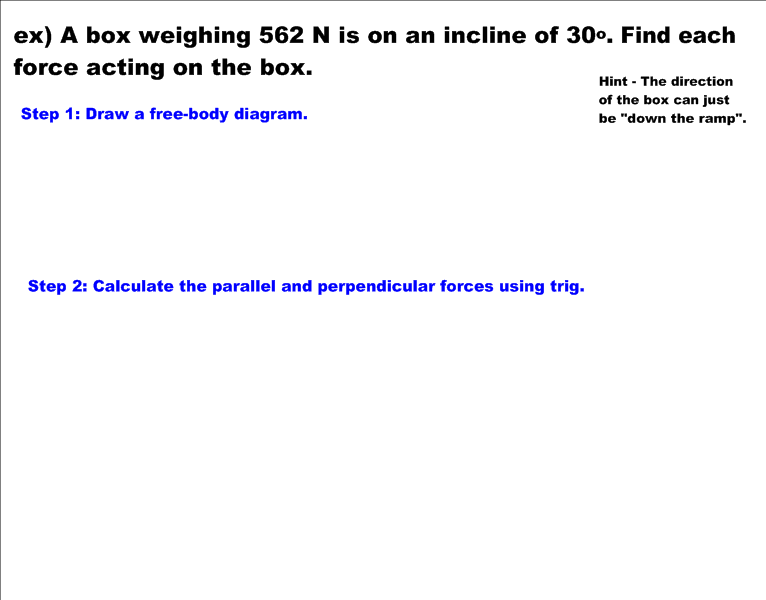 ex) A box weighing 562 N is on an incline of 30º. Find each
force acting on the box.
Hint - The direction
of the box can just
be "down the ramp".
Step 1: Draw a free-body diagram.
Step 2: Calculate the parallel and perpendicular forces using trig.